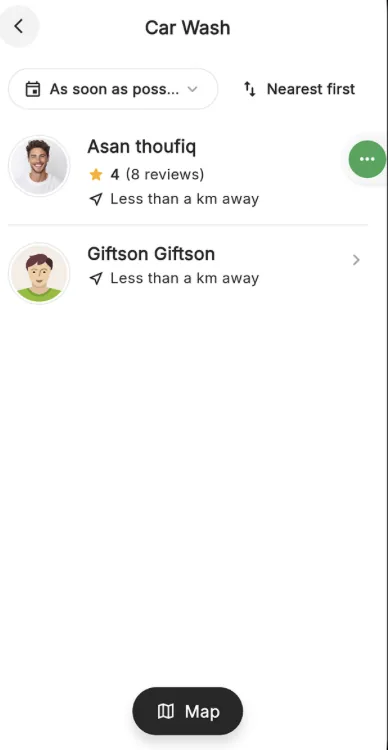 Car Wash
As soon as poss... Nearest first
Asan thoufiq
4 (8 reviews)
Less than a km away
Giftson Giftson
Less than a km away
Map